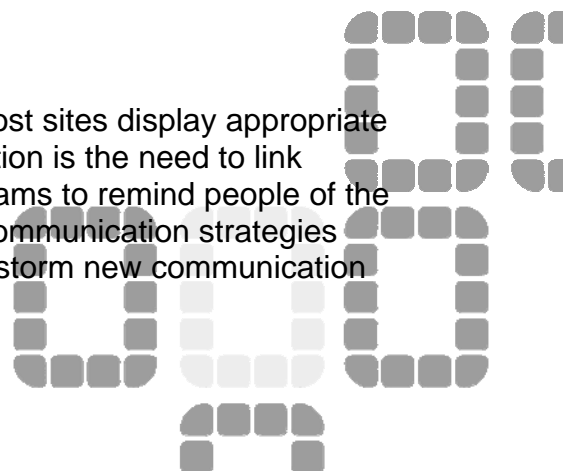 ost sites display appropriate
tion is the need to link
ams to remind people of the
ommunication strategies
storm new communication